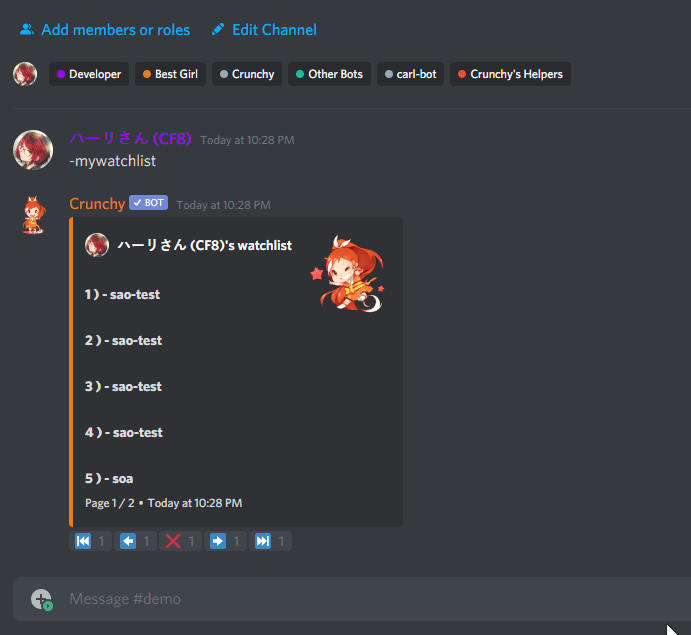 Add members or roles Edit Channel
Developer Best Girl Crunchy Other Bots carl-bot Crunchy's Helpers
ハーリさん (CF8) Today at 10:28 PM
-mywatchlist
Crunchy BOT Today at 10:28 PM
ハーリさん (CF8)'s watchlist
1 ) - sao-test
2 ) - sao-test
3 ) - sao-test
4 ) - sao-test
5 ) - soa
Page 1 / 2 • Today at 10:28 PM
1 1 1 1 1
Message #demo